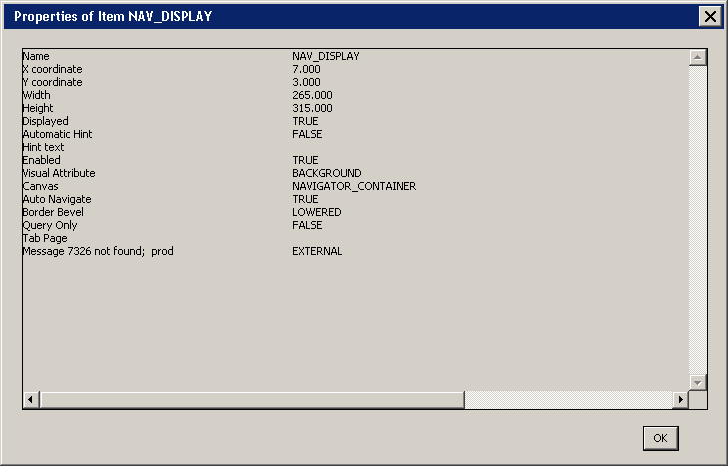 Properties of Item NAV_DISPLAY
Name NAV_DISPLAY
X coordinate 7.000
Y coordinate 3.000
Width 265.000
Height 315.000
Displayed TRUE
Automatic Hint FALSE
Hint text
Enabled TRUE
Visual Attribute BACKGROUND
Canvas NAVIGATOR_CONTAINER
Auto Navigate TRUE
Border Bevel LOWERED
Query Only FALSE
Tab Page
Message 7326 not found;  prod EXTERNAL
OK